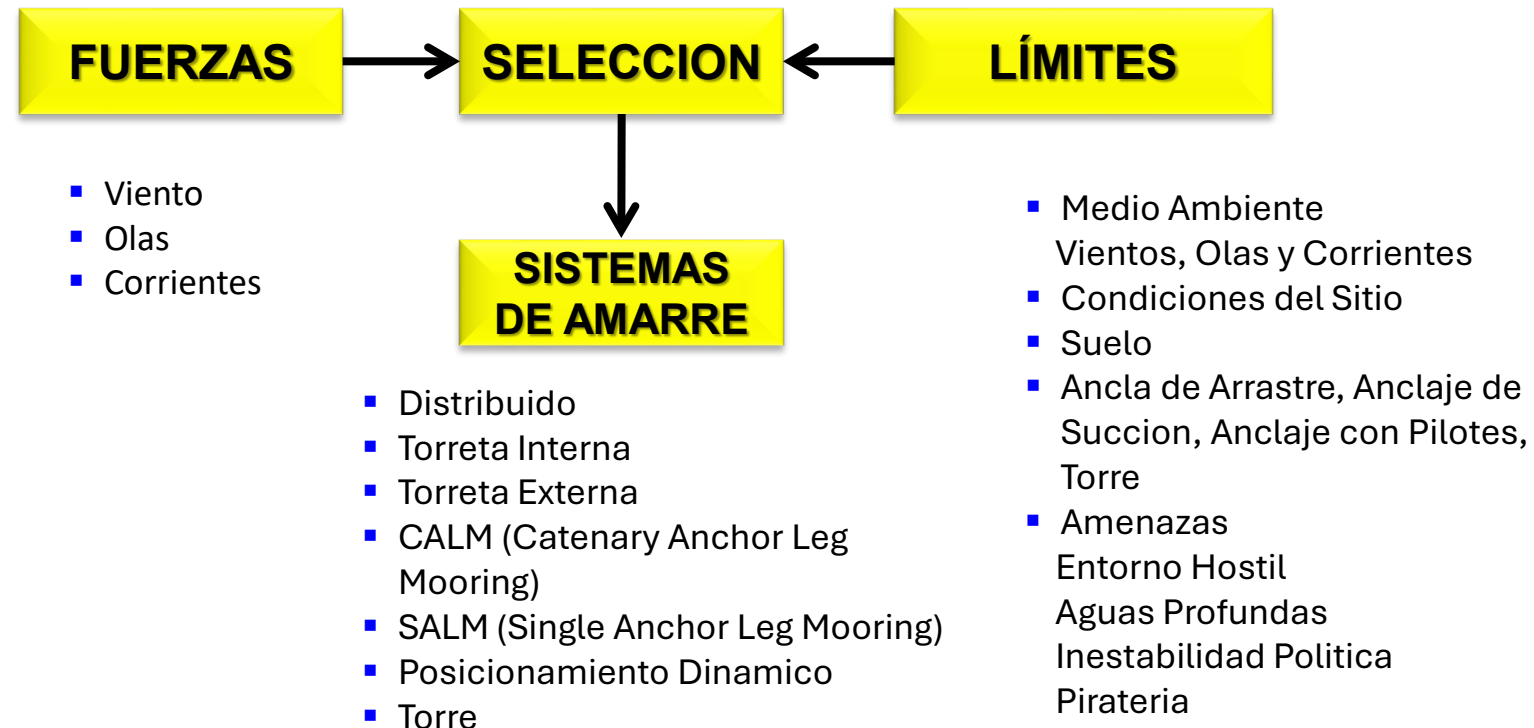 FUERZAS
SELECCION
LÍMITES
▪ Viento
▪ Olas
▪ Corrientes
SISTEMAS
DE AMARRE
▪ Distribuido
▪ Torreta Interna
▪ Torreta Externa
▪ CALM (Catenary Anchor Leg
Mooring)
▪ SALM (Single Anchor Leg Mooring)
▪ Posicionamiento Dinamico
▪ Torre
▪ Medio Ambiente
Vientos, Olas y Corrientes
▪ Condiciones del Sitio
▪ Suelo
▪ Ancla de Arrastre, Anclaje de
Succion, Anclaje con Pilotes,
Torre
▪ Amenazas
Entorno Hostil
Aguas Profundas
Inestabilidad Politica
Pirateria